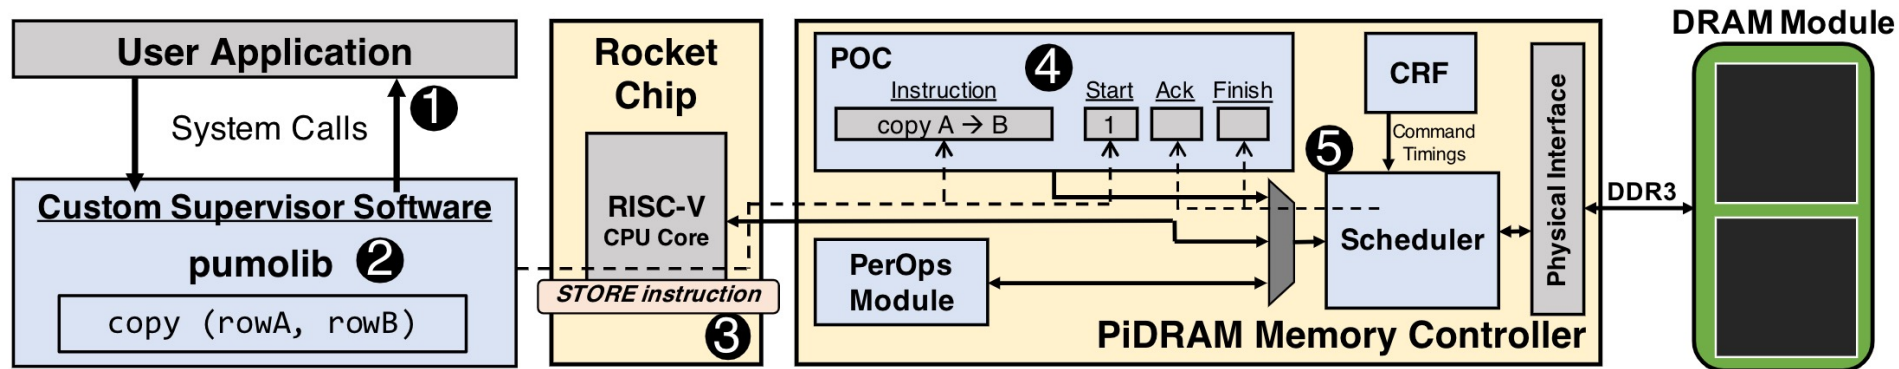 User Application
System Calls
1
Custom Supervisor Software
pumolib 2
copy (rowA, rowB)
Rocket
Chip
RISC-V
CPU Core
STORE instruction
3
POC
4
Instruction Start Ack Finish
copy A → B 1
PerOps
Module
CRF
Command
Timings
5
Scheduler
Physical Interface
PiDRAM Memory Controller
DDR3
DRAM Module